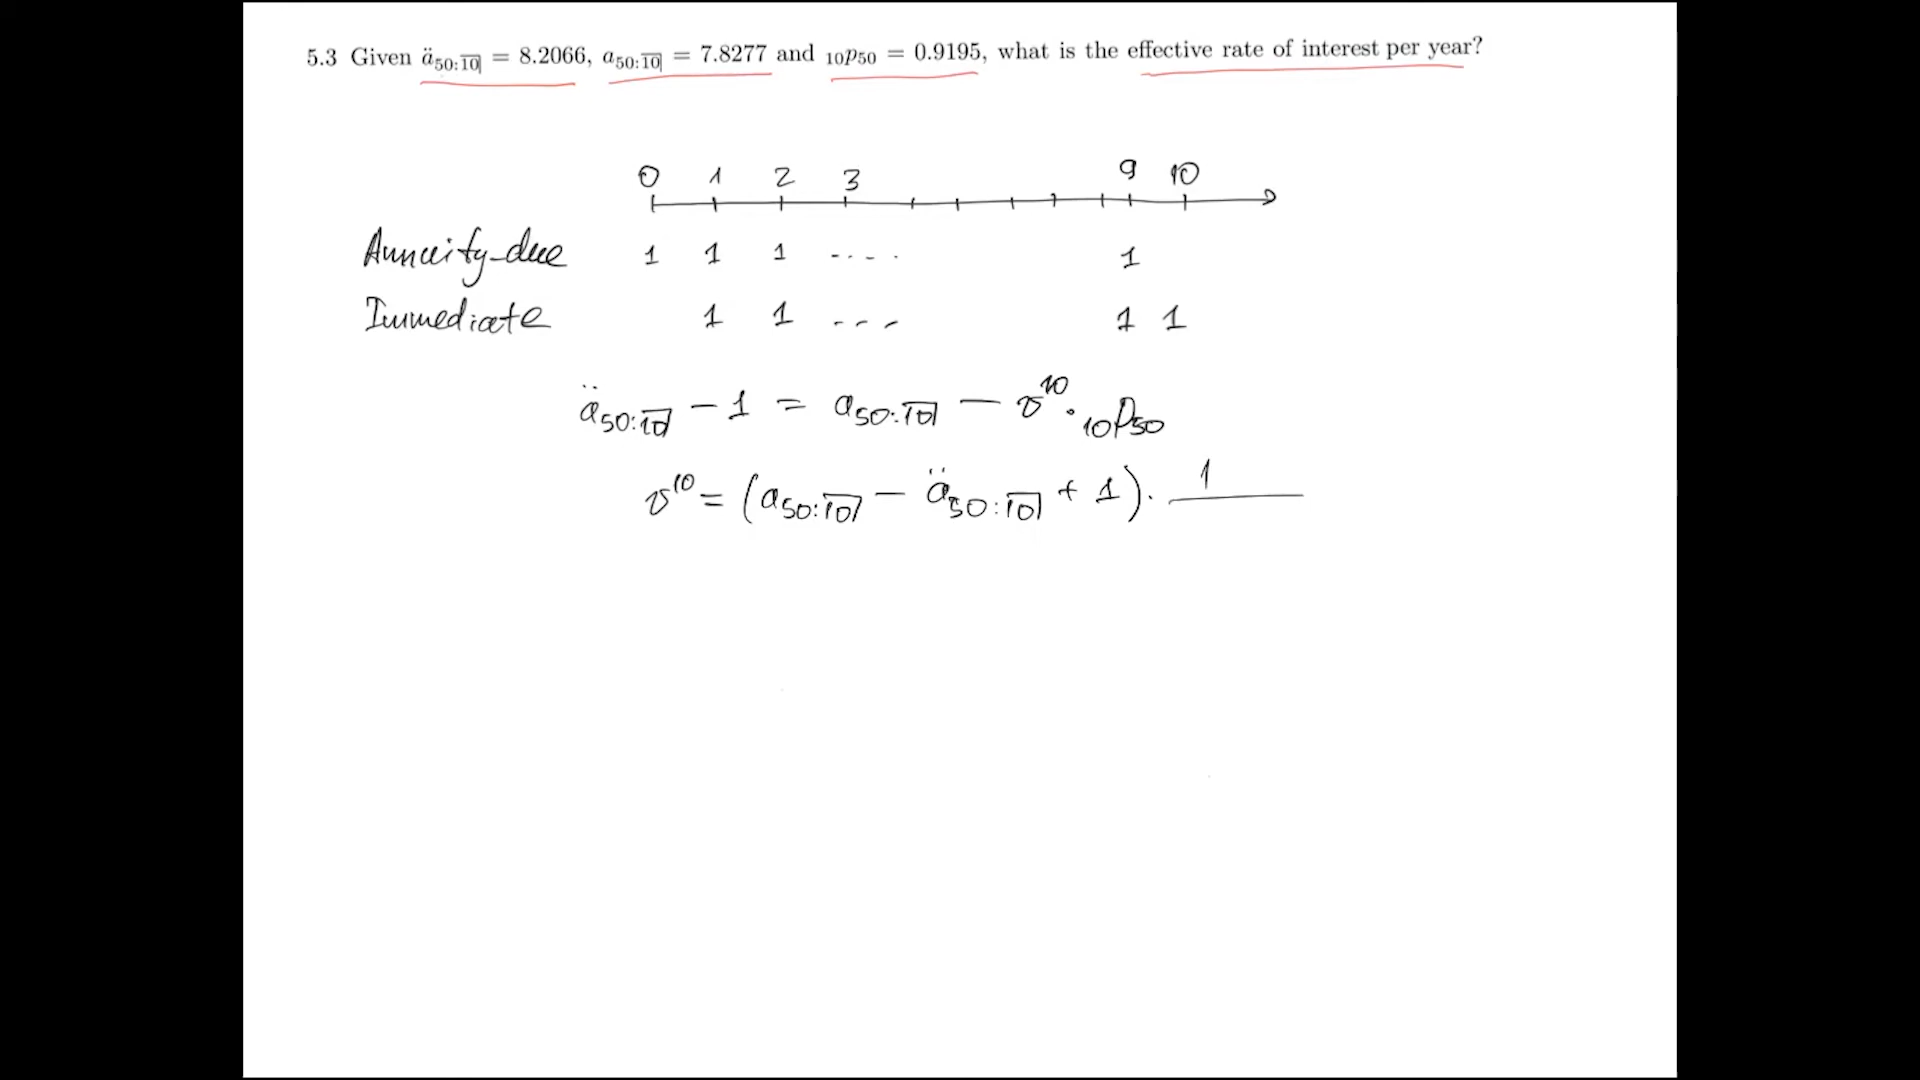 5.3 Given ä50:10| = 8.2066, a50:10| = 7.8277 and 10p50 = 0.9195, what is the effective rate of interest per year?
0 1 2 3 9 10
Annuity-due 1 1 1 ..... 1
Immediate 1 1 --- 1 1
ä50:10| - 1 = a50:10| - v^10 · 10p50
v^10 = (a50:10| - ä50:10| + 1) · 1/